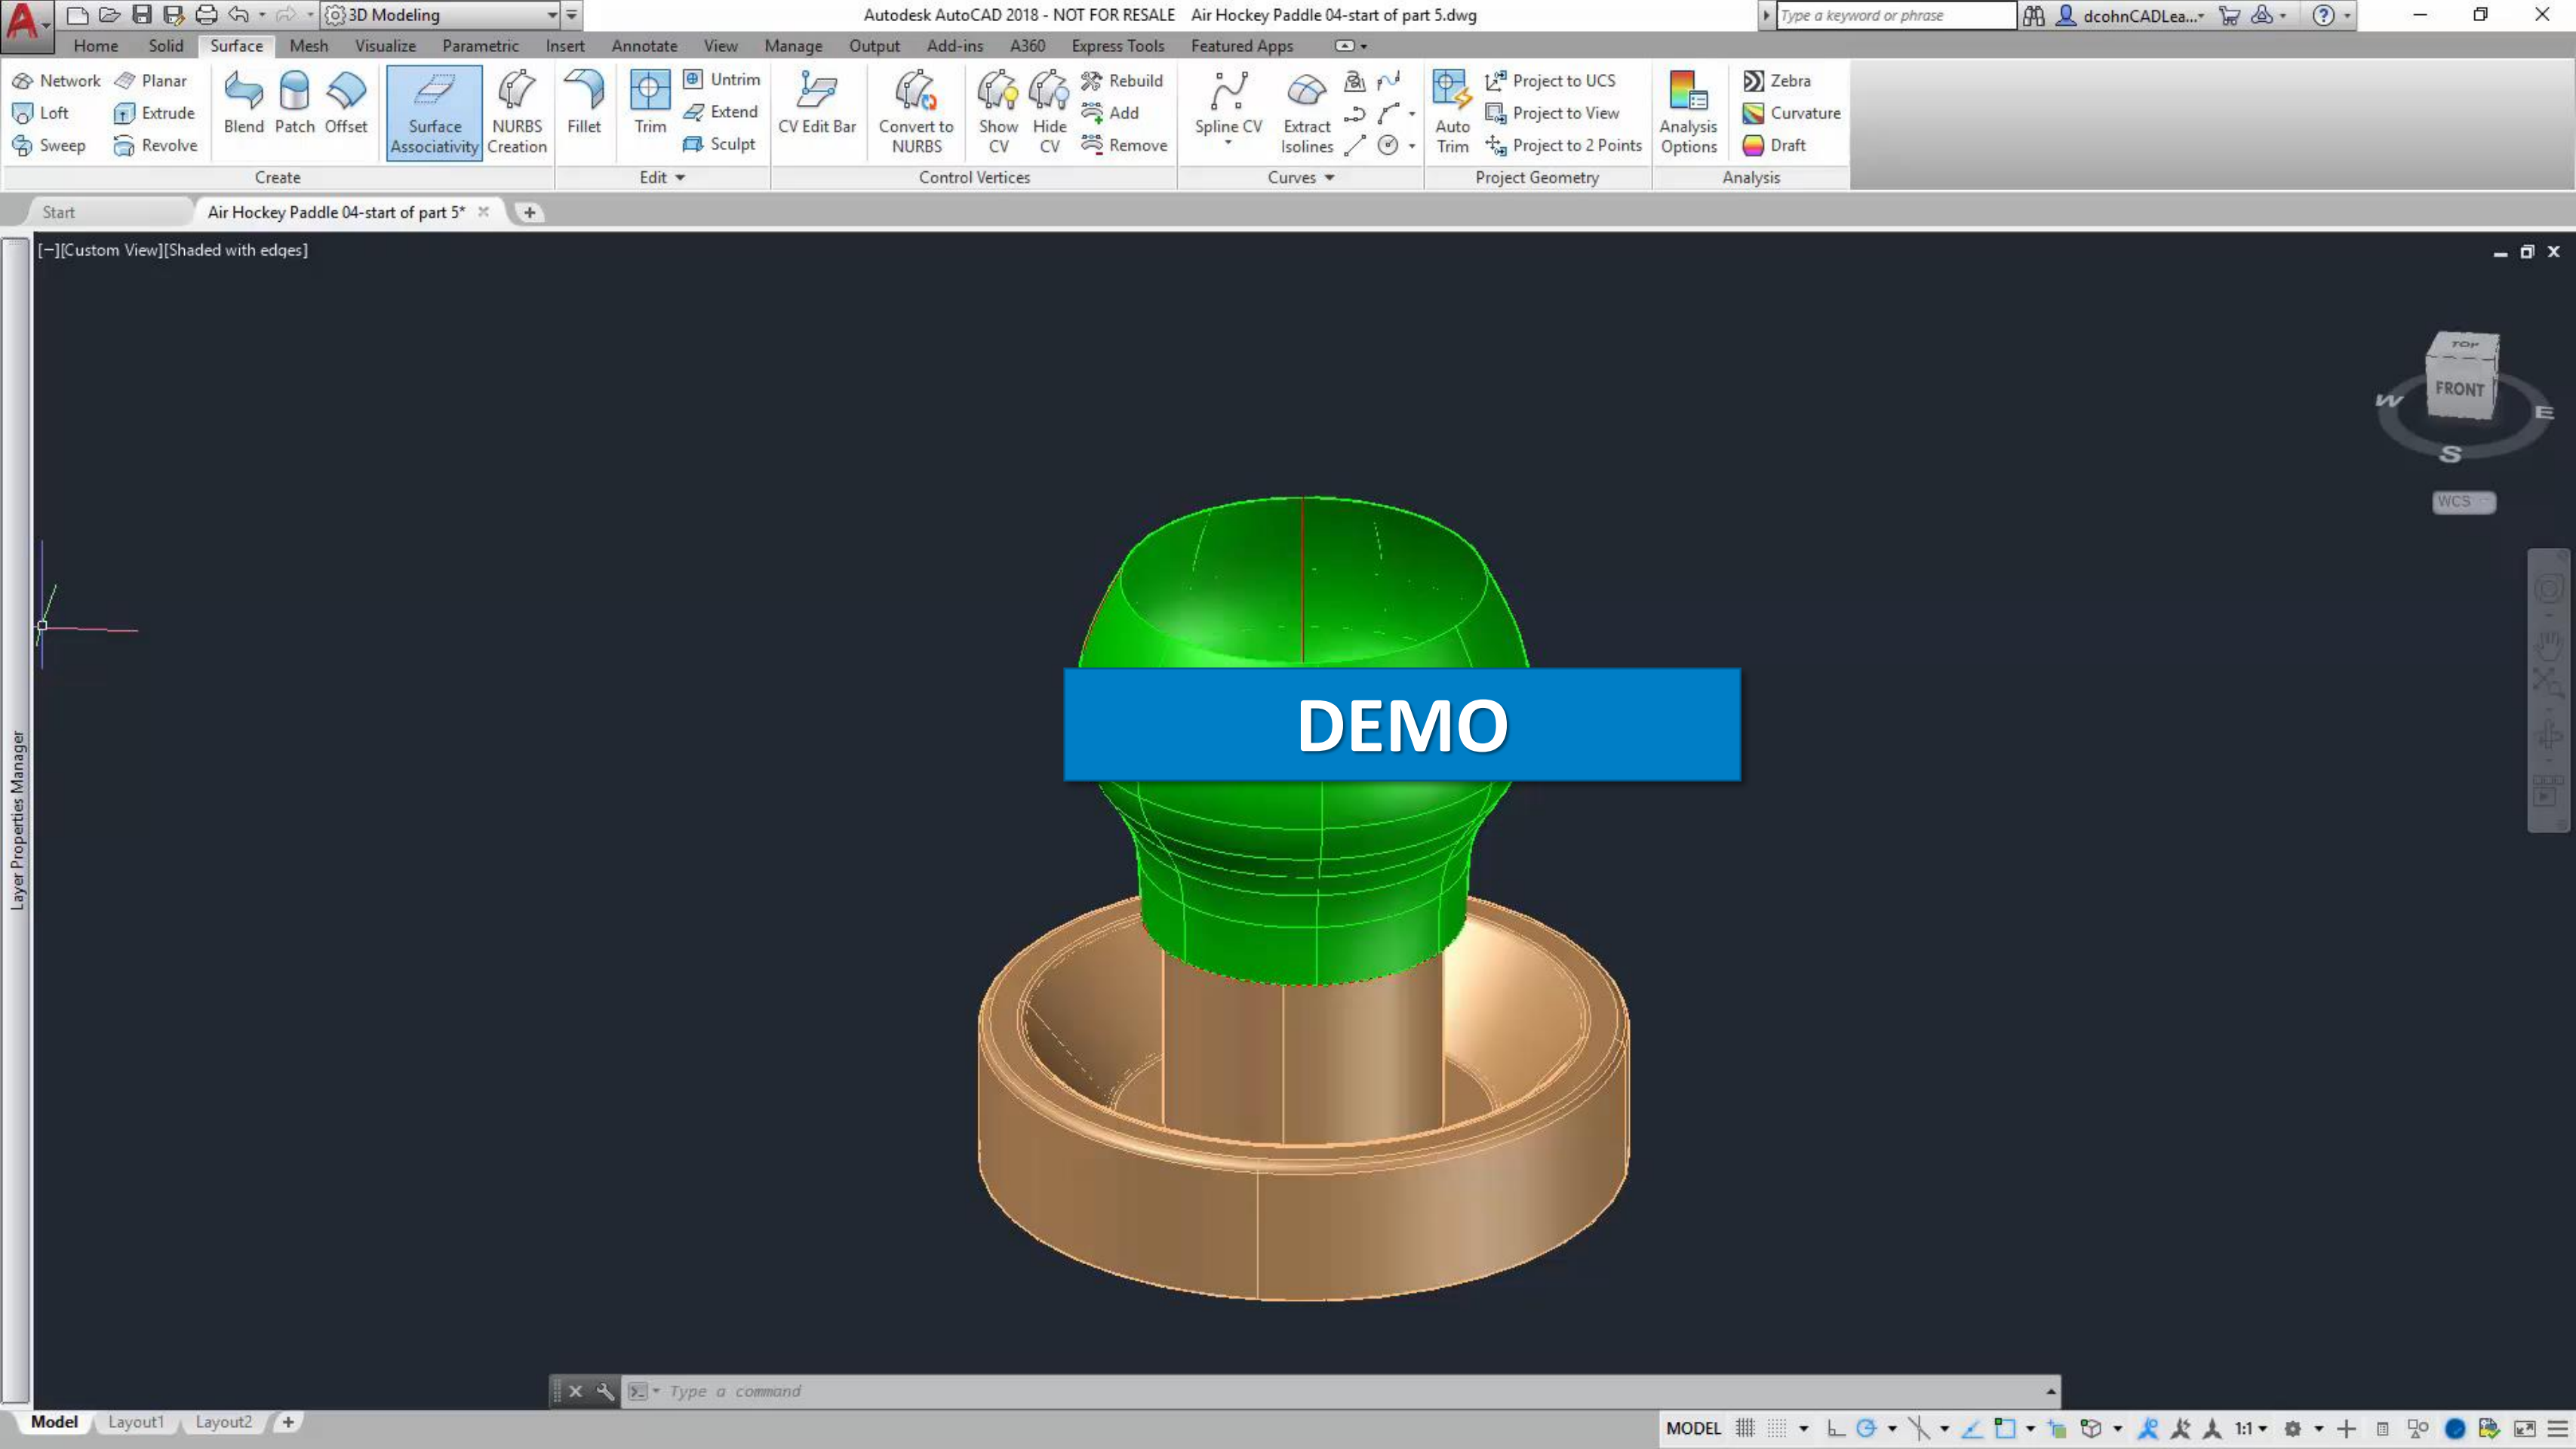 3D Modeling
Autodesk AutoCAD 2018 - NOT FOR RESALE Air Hockey Paddle 04-start of part 5.dwg
Type a keyword or phrase
dcohnCADLea...
Home Solid Surface Mesh Visualize Parametric Insert Annotate View Manage Output Add-ins A360 Express Tools Featured Apps
Network Planar
Loft Extrude
Sweep Revolve
Blend Patch Offset
Surface Associativity
NURBS Creation
Fillet
Trim
Untrim
Extend
Sculpt
CV Edit Bar
Convert to NURBS
Show CV
Hide CV
Rebuild
Add
Remove
Spline CV
Extract Isolines
Auto Trim
Project to UCS
Project to View
Project to 2 Points
Analysis Options
Zebra
Curvature
Draft
Create Edit Control Vertices Curves Project Geometry Analysis
Start Air Hockey Paddle 04-start of part 5*
[−][Custom View][Shaded with edges]
TOP
FRONT
W
E
S
WCS
DEMO
Layer Properties Manager
Type a command
Model Layout1 Layout2
MODEL
1:1